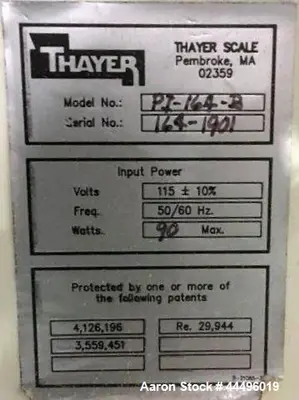 THAYER
THAYER SCALE
Pembroke, MA
02359
Model No.: PI-164-B
Serial No.: 164-1901
Input Power
Volts 115 ± 10%
Freq. 50/60 Hz.
Watts. 90 Max.
Protected by one or more of
the following patents
4,126,196 Re. 29,944
3,559,451
Aaron Stock #44496019